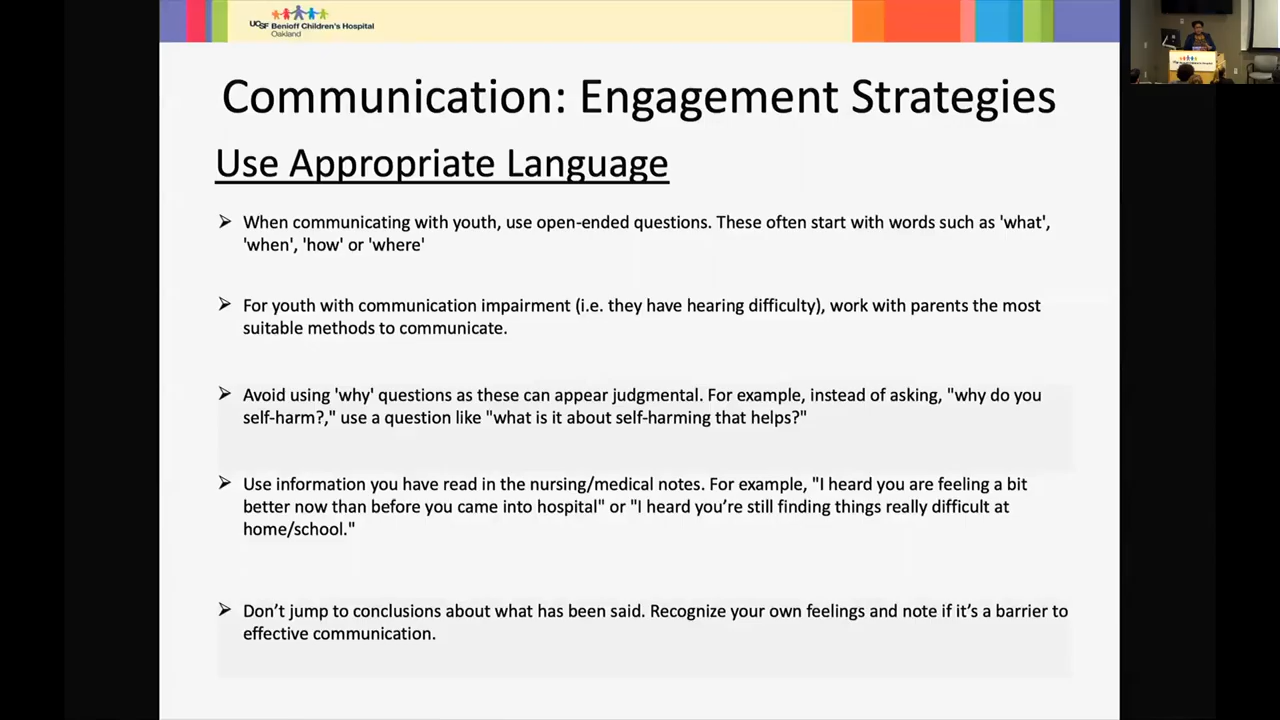 UCSF Benioff Children's Hospital
Oakland
Communication: Engagement Strategies
Use Appropriate Language
When communicating with youth, use open-ended questions. These often start with words such as 'what',
'when', 'how' or 'where'
For youth with communication impairment (i.e. they have hearing difficulty), work with parents the most
suitable methods to communicate.
Avoid using 'why' questions as these can appear judgmental. For example, instead of asking, "why do you
self-harm?," use a question like "what is it about self-harming that helps?"
Use information you have read in the nursing/medical notes. For example, "I heard you are feeling a bit
better now than before you came into hospital" or "I heard you’re still finding things really difficult at
home/school."
Don’t jump to conclusions about what has been said. Recognize your own feelings and note if it’s a barrier to
effective communication.